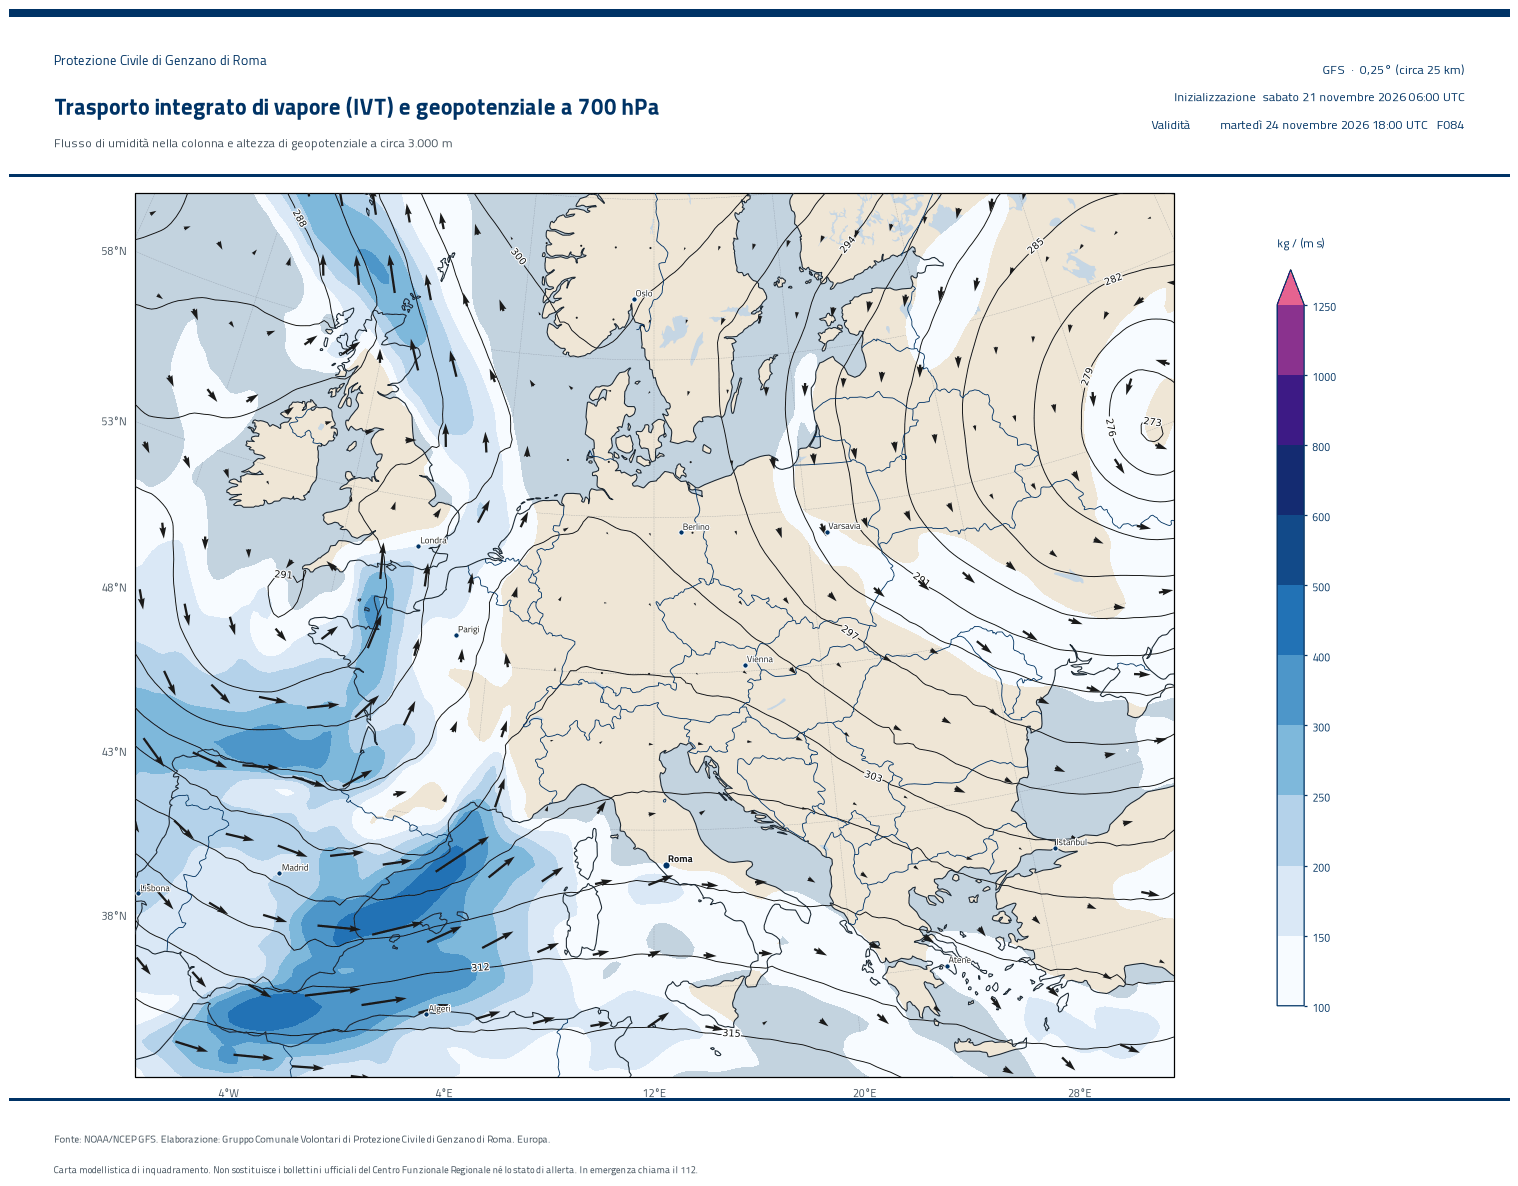 Protezione Civile di Genzano di Roma
Trasporto integrato di vapore (IVT) e geopotenziale a 700 hPa
Flusso di umidità nella colonna e altezza di geopotenziale a circa 3.000 m
GFS · 0,25° (circa 25 km)
Inizializzazione sabato 21 novembre 2026 06:00 UTC
Validità martedì 24 novembre 2026 18:00 UTC F084
58°N
53°N
48°N
43°N
38°N
4°W
4°E
12°E
20°E
28°E
288
300
294
285
282
279
276
273
291
291
297
303
312
315
Oslo
Berlino
Varsavia
Londra
Parigi
Vienna
Roma
Madrid
Lisbona
Algeri
Istanbul
Atene
kg / (m s)
1250
1000
800
600
500
400
300
250
200
150
100
Fonte: NOAA/NCEP GFS. Elaborazione: Gruppo Comunale Volontari di Protezione Civile di Genzano di Roma. Europa.
Carta modellistica di inquadramento. Non sostituisce i bollettini ufficiali del Centro Funzionale Regionale né lo stato di allerta. In emergenza chiama il 112.